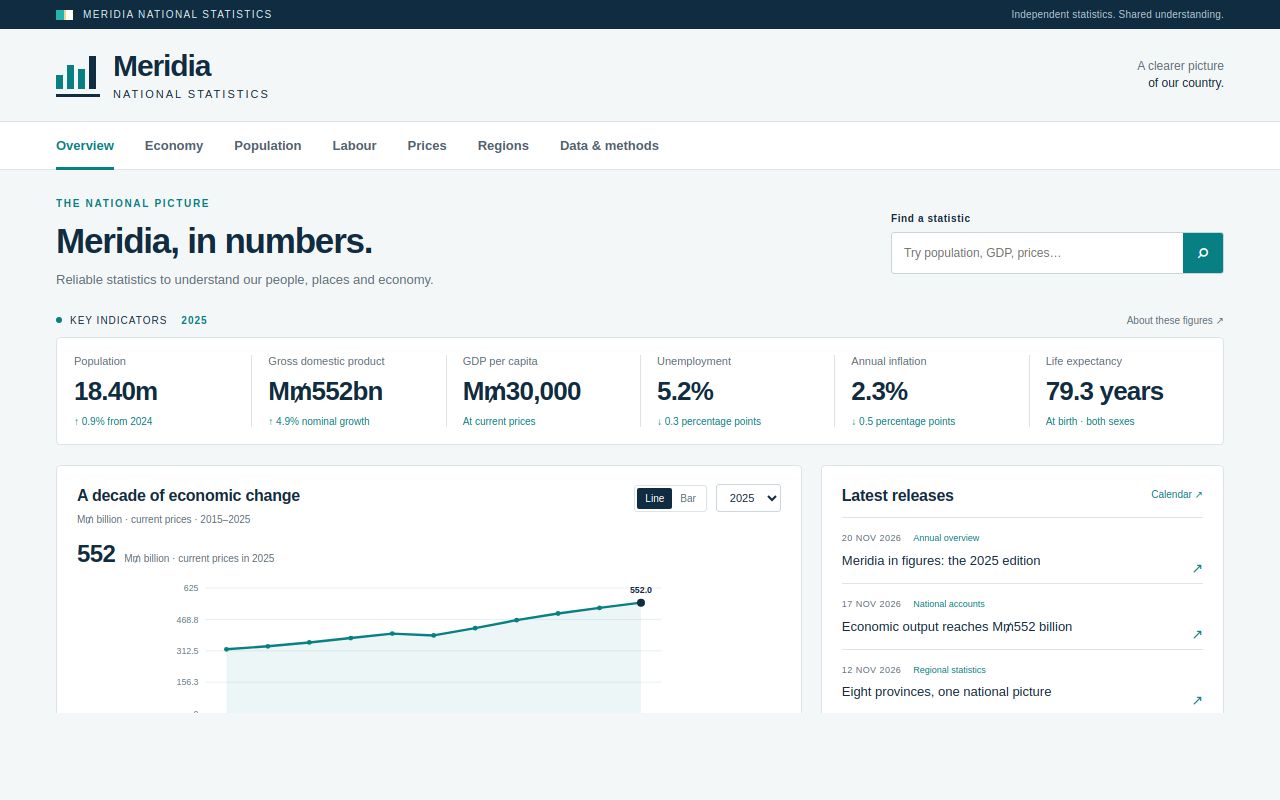 MERIDIA NATIONAL STATISTICS
Independent statistics. Shared understanding.
Meridia
NATIONAL STATISTICS
A clearer picture
of our country.
Overview Economy Population Labour Prices Regions Data & methods
THE NATIONAL PICTURE
Meridia, in numbers.
Reliable statistics to understand our people, places and economy.
Find a statistic
Try population, GDP, prices…
KEY INDICATORS 2025
About these figures ↗
Population
18.40m
↑ 0.9% from 2024
Gross domestic product
M₥552bn
↑ 4.9% nominal growth
GDP per capita
M₥30,000
At current prices
Unemployment
5.2%
↓ 0.3 percentage points
Annual inflation
2.3%
↓ 0.5 percentage points
Life expectancy
79.3 years
At birth · both sexes
A decade of economic change
Line Bar 2025
M₥ billion · current prices · 2015–2025
552 M₥ billion · current prices in 2025
625
552.0
468.8
312.5
156.3
Latest releases
Calendar ↗
20 NOV 2026 Annual overview
Meridia in figures: the 2025 edition ↗
17 NOV 2026 National accounts
Economic output reaches M₥552 billion ↗
12 NOV 2026 Regional statistics
Eight provinces, one national picture ↗